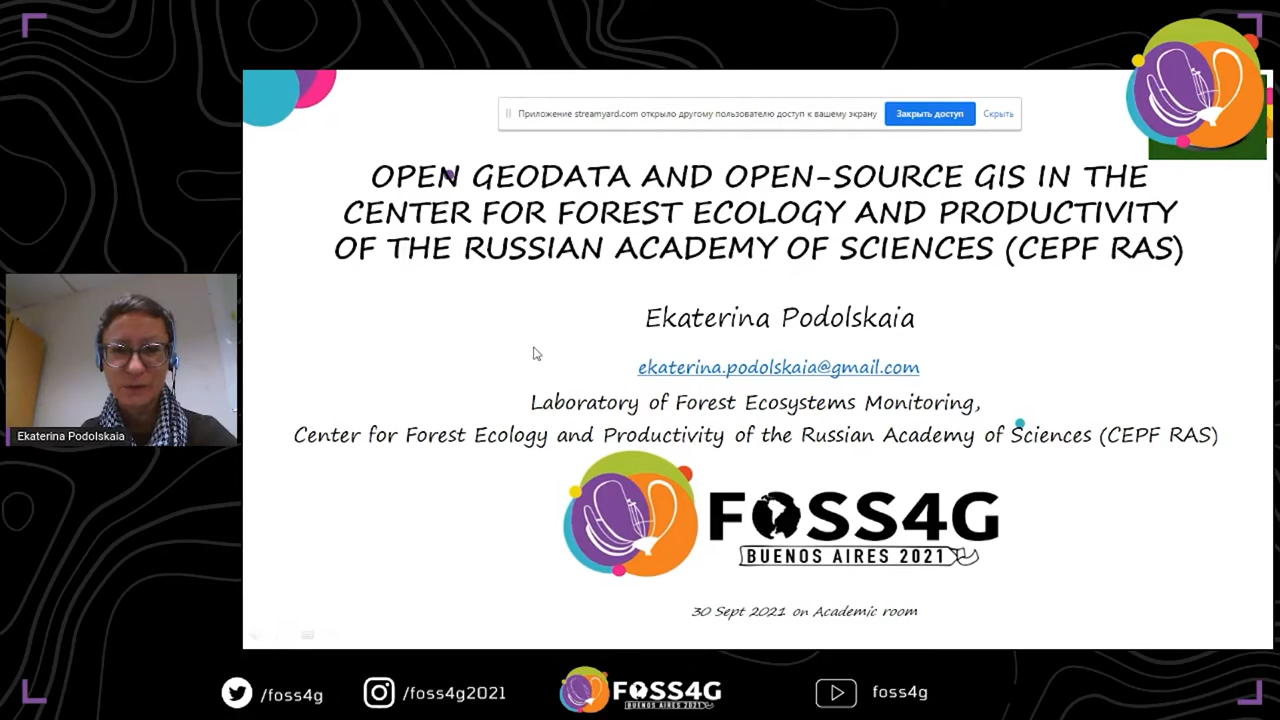 Приложение streamyard.com открыло другому пользователю доступ к вашему экрану
Закрыть доступ
Скрыть
OPEN GEODATA AND OPEN-SOURCE GIS IN THE
CENTER FOR FOREST ECOLOGY AND PRODUCTIVITY
OF THE RUSSIAN ACADEMY OF SCIENCES (CEPF RAS)
Ekaterina Podolskaia
ekaterina.podolskaia@gmail.com
Laboratory of Forest Ecosystems Monitoring,
Center for Forest Ecology and Productivity of the Russian Academy of Sciences (CEPF RAS)
Ekaterina Podolskaia
FOSS4G
BUENOS AIRES 2021
30 Sept 2021 on Academic room
/foss4g
/foss4g2021
FOSS4G
BUENOS AIRES 2021
foss4g